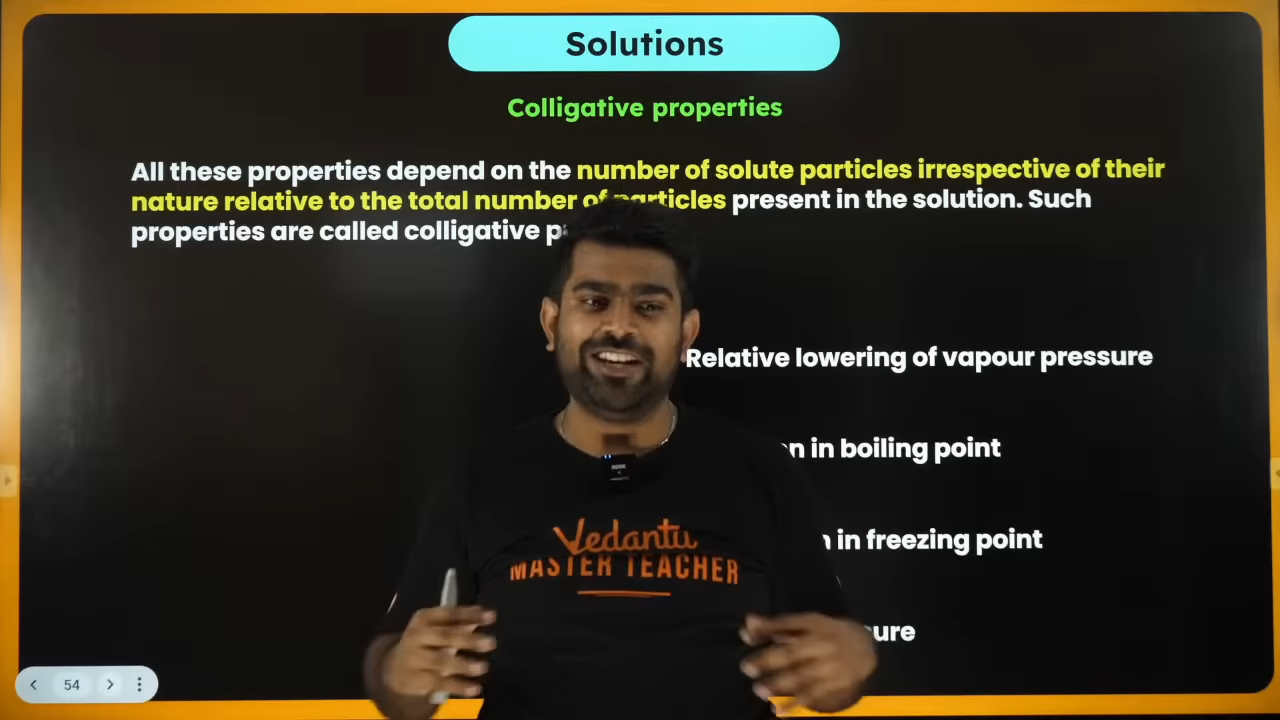 Solutions
Colligative properties
All these properties depend on the number of solute particles irrespective of their
nature relative to the total number of particles present in the solution. Such
properties are called colligative
Relative lowering of vapour pressure
in boiling point
in freezing point
Vedantu
MASTER TEACHER
54